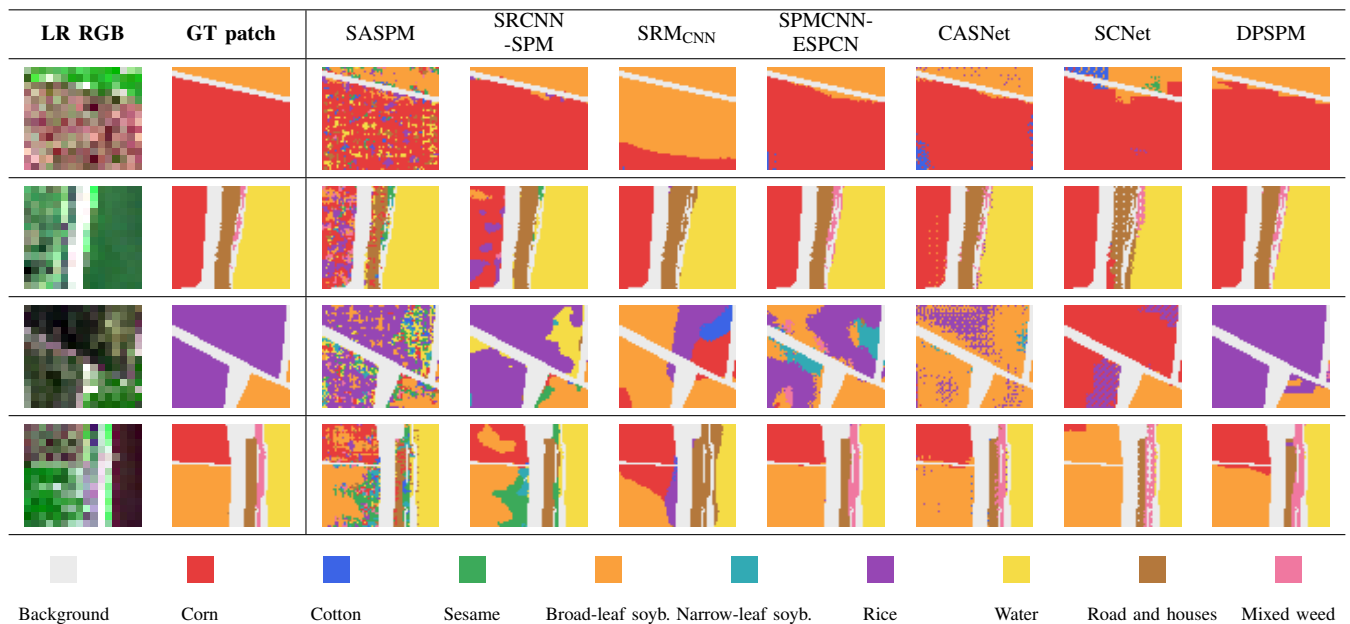 LR RGB GT patch SASPM SRCNN -SPM SRMCNN SPMCNN- ESPCN CASNet SCNet DPSPM
Background Corn Cotton Sesame Broad-leaf soyb. Narrow-leaf soyb. Rice Water Road and houses Mixed weed